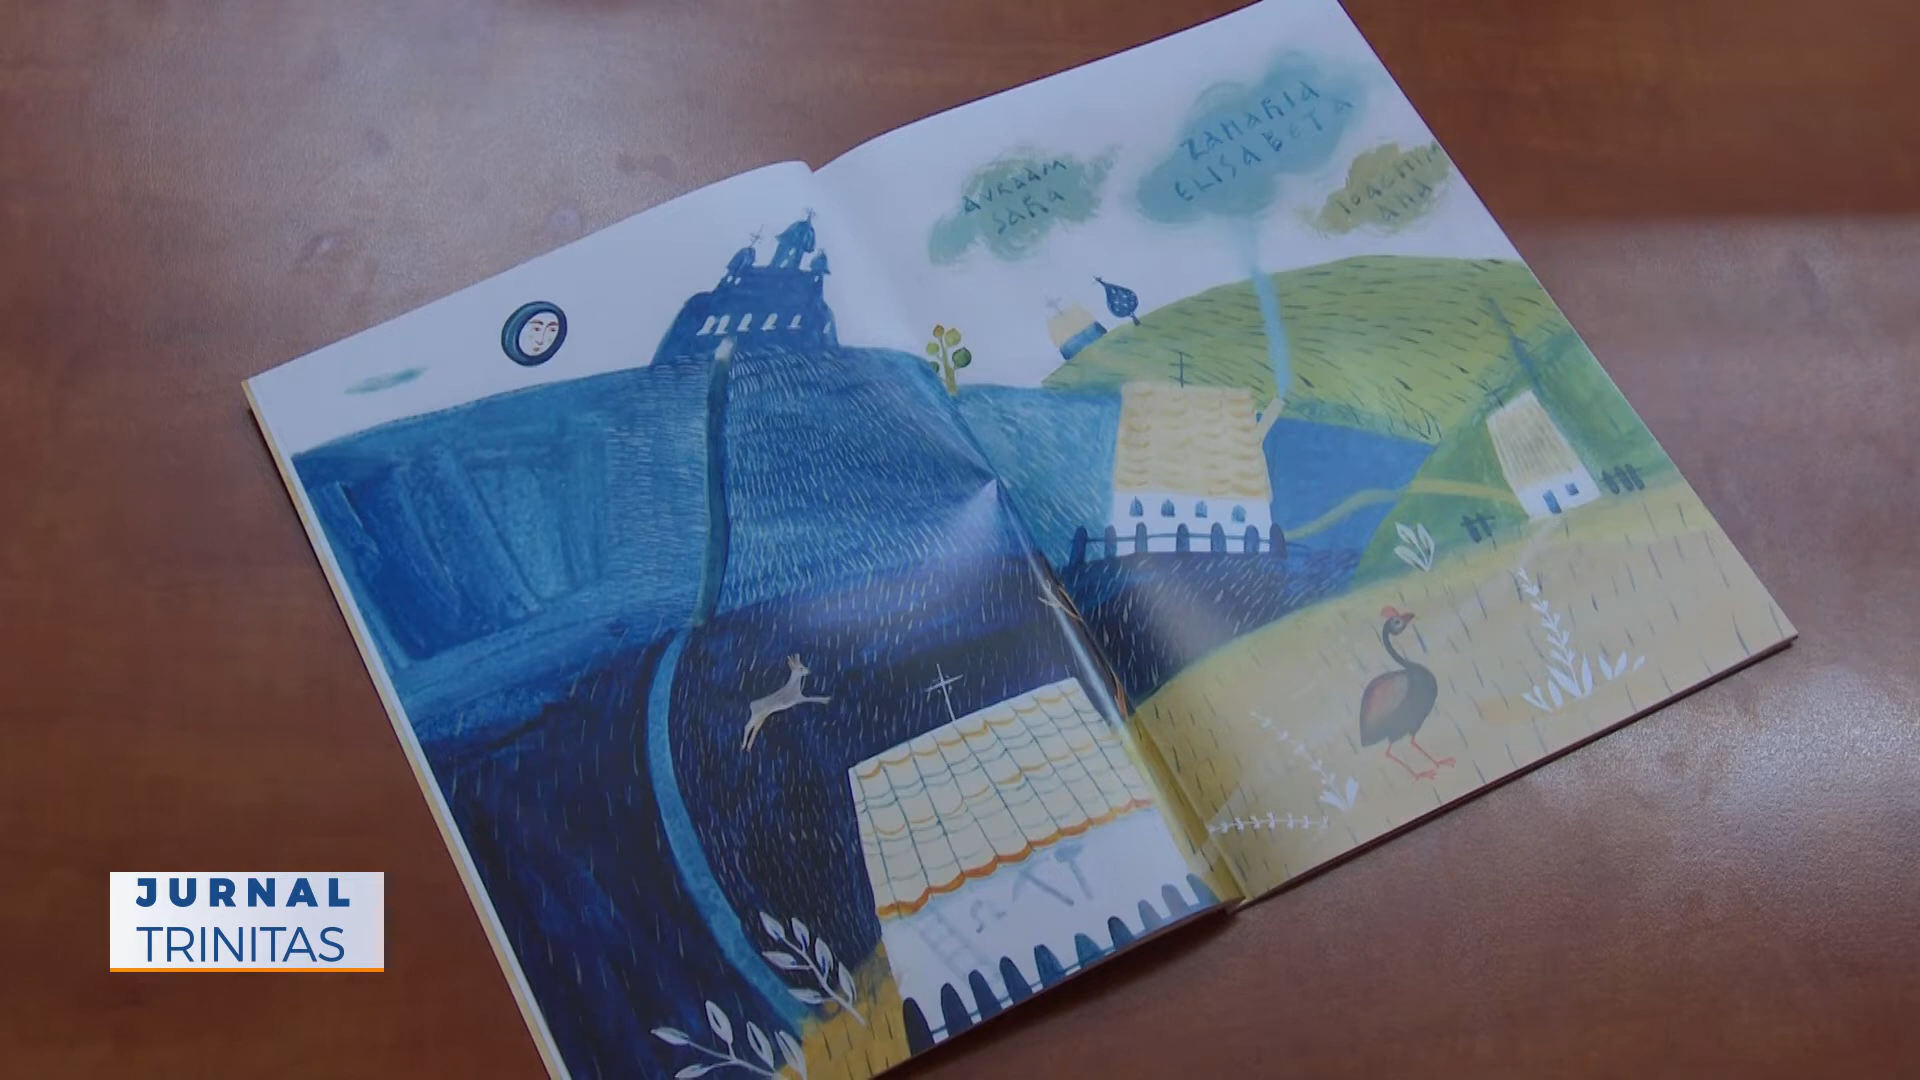 AVRAAM
SARA
ZAHARIA
ELISABETA
IOACHIM
ANA
JURNAL
TRINITAS